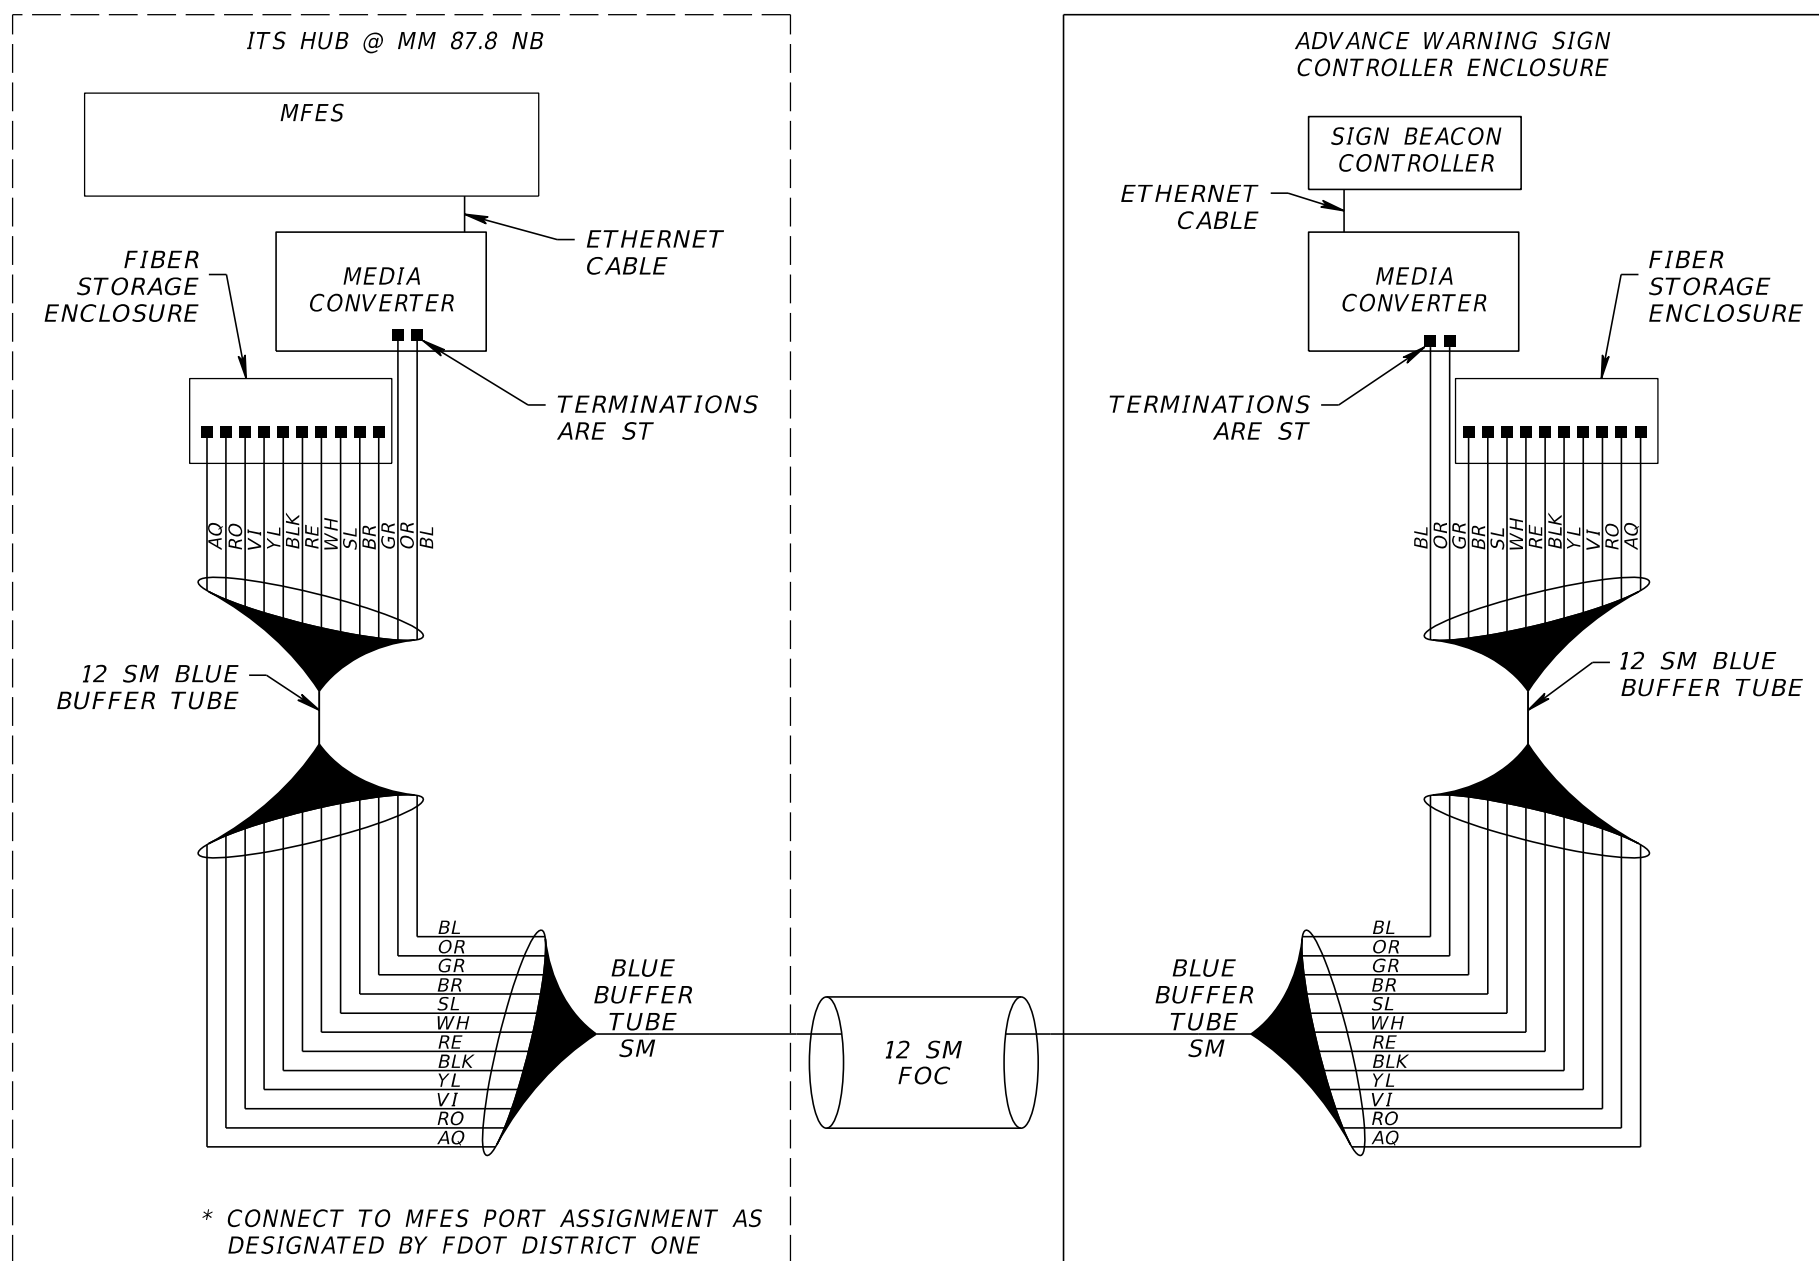 ITS HUB @ MM 87.8 NB
MFES
ETHERNET
CABLE
MEDIA
CONVERTER
FIBER
STORAGE
ENCLOSURE
TERMINATIONS
ARE ST
AQ
RO
VI
YL
BLK
RE
WH
SL
BR
GR
OR
BL
12 SM BLUE
BUFFER TUBE
BL
OR
GR
BR
SL
WH
RE
BLK
YL
VI
RO
AQ
BLUE
BUFFER
TUBE
SM
* CONNECT TO MFES PORT ASSIGNMENT AS
DESIGNATED BY FDOT DISTRICT ONE
12 SM
FOC
ADVANCE WARNING SIGN
CONTROLLER ENCLOSURE
SIGN BEACON
CONTROLLER
ETHERNET
CABLE
MEDIA
CONVERTER
FIBER
STORAGE
ENCLOSURE
TERMINATIONS
ARE ST
BL
OR
GR
BR
SL
WH
RE
BLK
YL
VI
RO
AQ
12 SM BLUE
BUFFER TUBE
BLUE
BUFFER
TUBE
SM
BL
OR
GR
BR
SL
WH
RE
BLK
YL
VI
RO
AQ